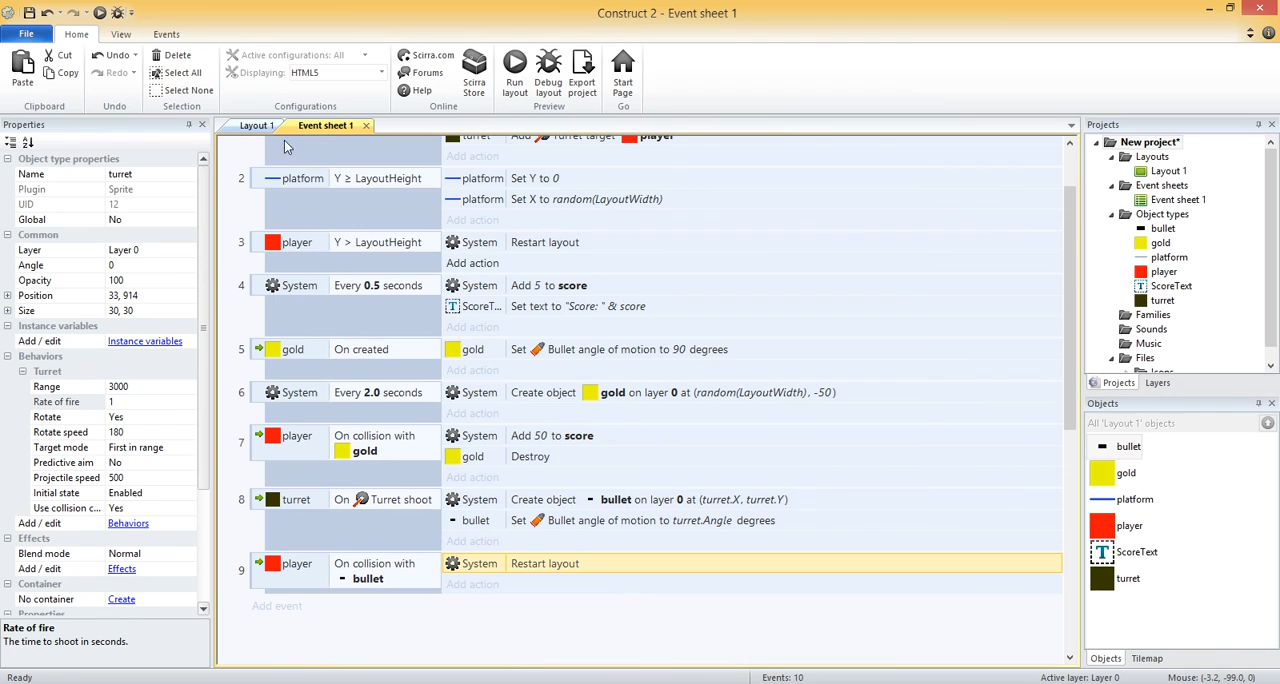 Construct 2 - Event sheet 1
File Home View Events
Paste Cut Copy Clipboard
Undo Redo Undo
Delete Select All Select None Selection
Active configurations: All
Displaying: HTML5
Configurations
Scirra.com Forums Help Scirra Store Online
Run layout Debug layout Export project Preview
Start Page Go
Properties
Object type properties
Name turret
Plugin Sprite
UID 12
Global No
Common
Layer Layer 0
Angle 0
Opacity 100
Position 33, 914
Size 30, 30
Instance variables
Add / edit Instance variables
Behaviors
Turret
Range 3000
Rate of fire 1
Rotate Yes
Rotate speed 180
Target mode First in range
Predictive aim No
Projectile speed 500
Initial state Enabled
Use collision c... Yes
Add / edit Behaviors
Effects
Blend mode Normal
Add / edit Effects
Container
No container Create
Properties
Rate of fire
The time to shoot in seconds.
Layout 1 Event sheet 1
turret Add Turret target player
Add action
2 platform Y ≥ LayoutHeight platform Set Y to 0
platform Set X to random(LayoutWidth)
Add action
3 player Y > LayoutHeight System Restart layout
Add action
4 System Every 0.5 seconds System Add 5 to score
ScoreT... Set text to "Score: " & score
Add action
5 gold On created gold Set Bullet angle of motion to 90 degrees
Add action
6 System Every 2.0 seconds System Create object gold on layer 0 at (random(LayoutWidth), -50)
Add action
7 player On collision with gold System Add 50 to score
gold Destroy
Add action
8 turret On Turret shoot System Create object bullet on layer 0 at (turret.X, turret.Y)
bullet Set Bullet angle of motion to turret.Angle degrees
Add action
9 player On collision with bullet System Restart layout
Add action
Add event
Projects
New project*
Layouts
Layout 1
Event sheets
Event sheet 1
Object types
bullet
gold
platform
player
ScoreText
turret
Families
Sounds
Music
Files
Icons
Projects Layers
Objects
All 'Layout 1' objects
bullet
gold
platform
player
ScoreText
turret
Objects Tilemap
Ready Events: 10 Active layer: Layer 0 Mouse: (-3.2, -99.0, 0)